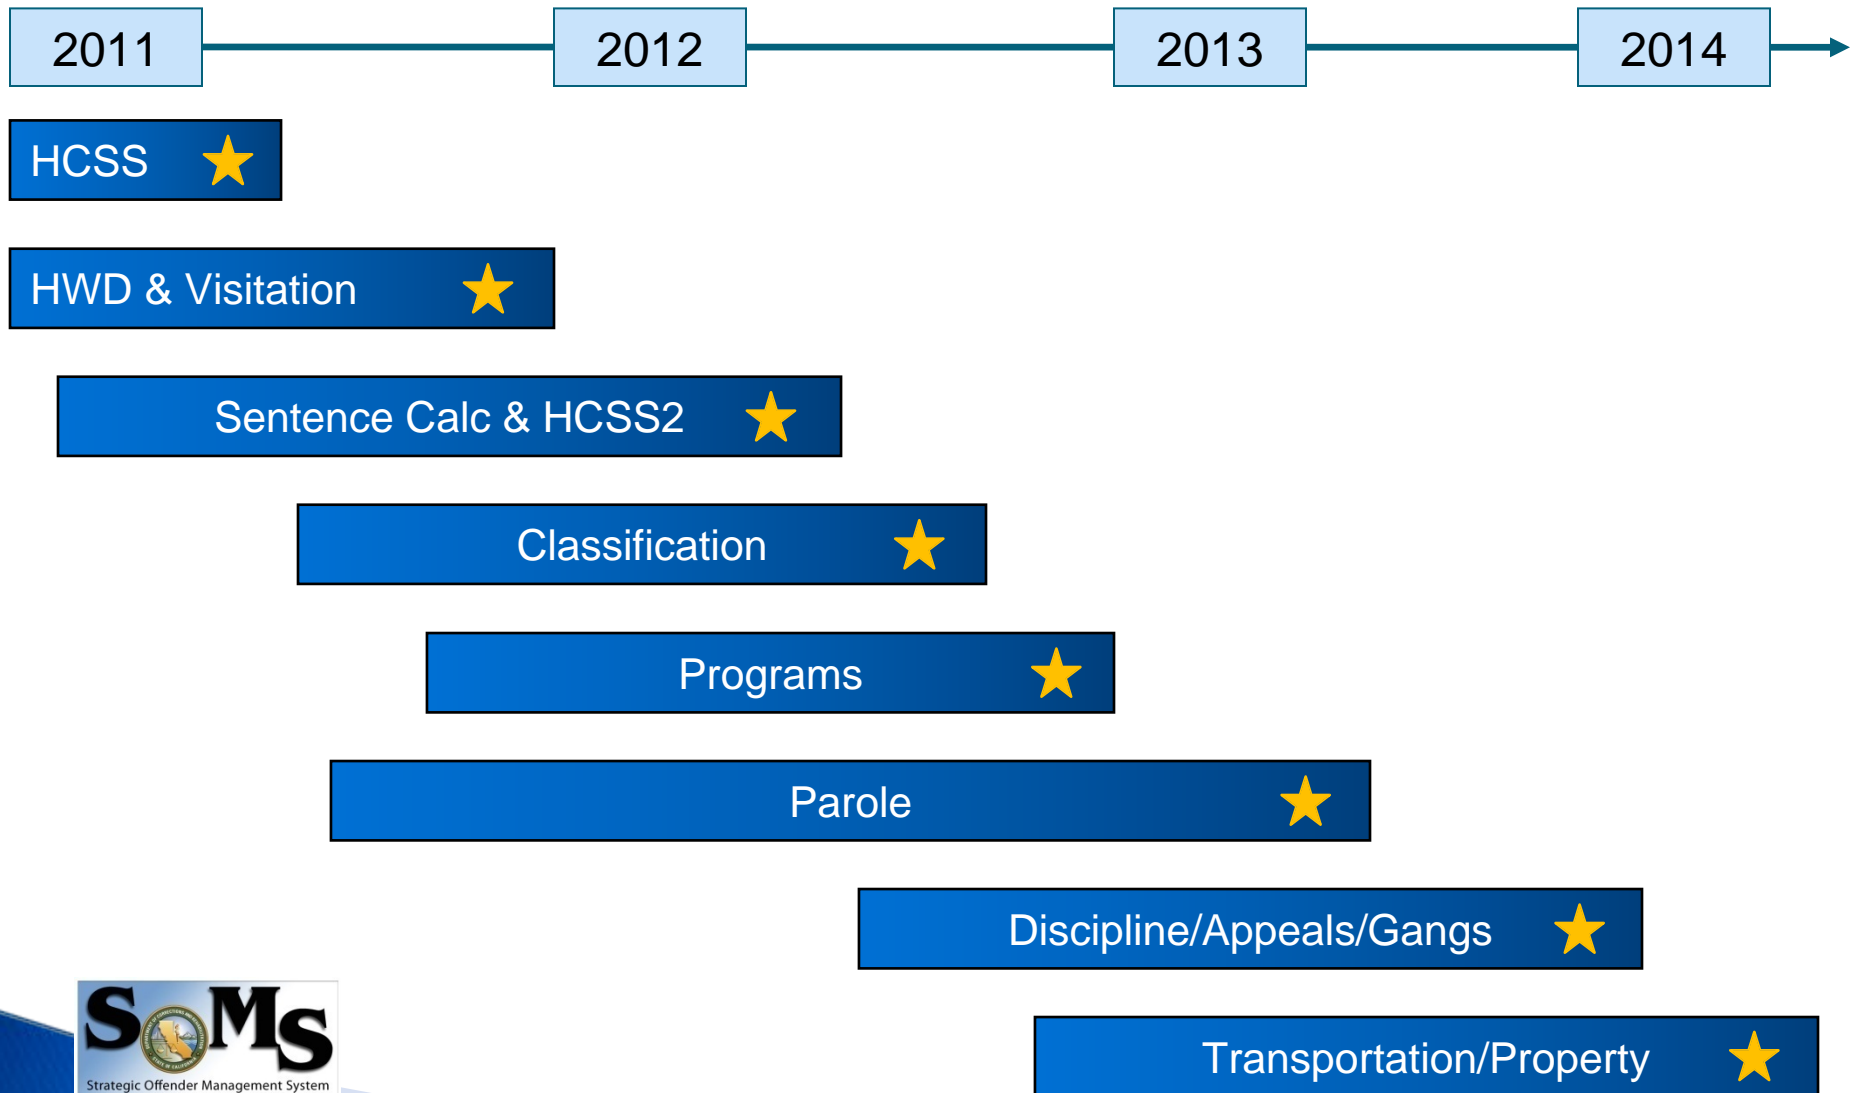 2011 2012 2013 2014
HCSS
HWD & Visitation
Sentence Calc & HCSS2
Classification
Programs
Parole
Discipline/Appeals/Gangs
Transportation/Property
SOMS
Strategic Offender Management System